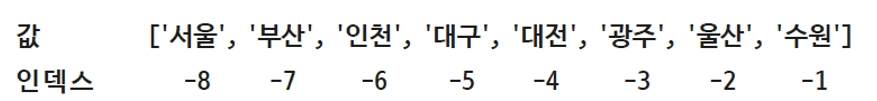 값 ['서울', '부산', '인천', '대구', '대전', '광주', '울산', '수원']
인덱스 -8 -7 -6 -5 -4 -3 -2 -1